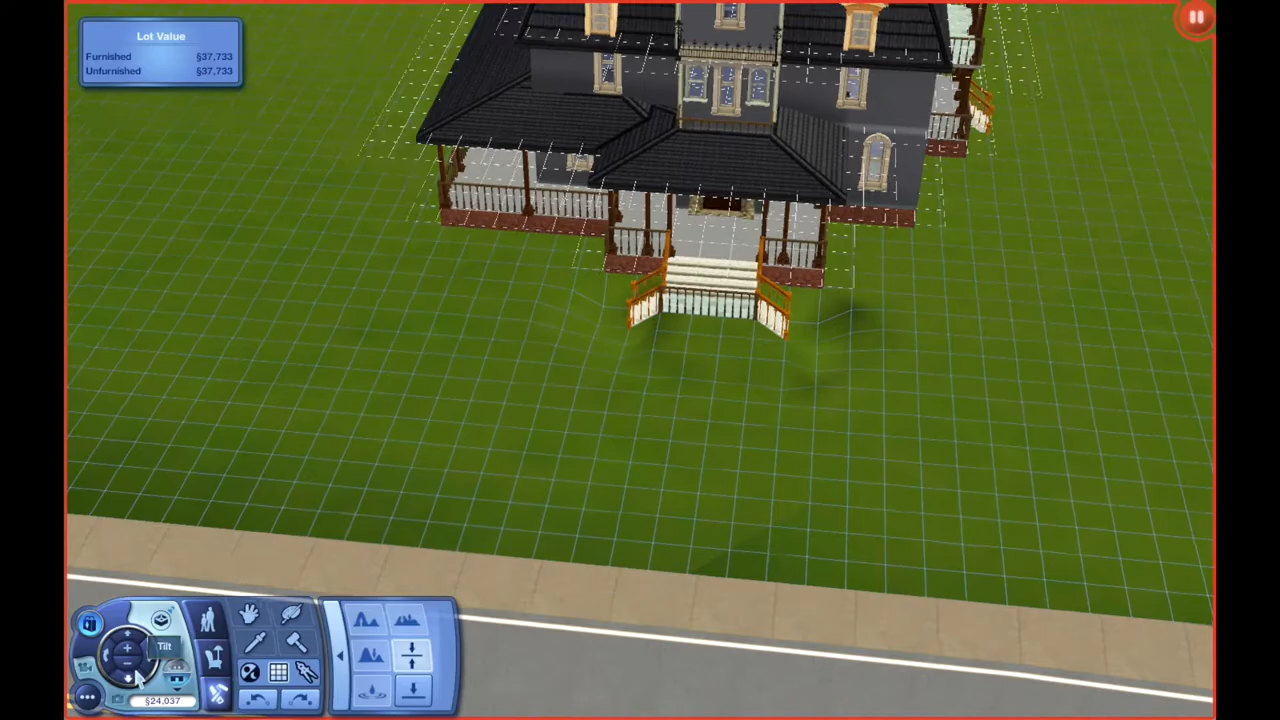 Lot Value
Furnished §37,733
Unfurnished §37,733
Tilt
§24,037